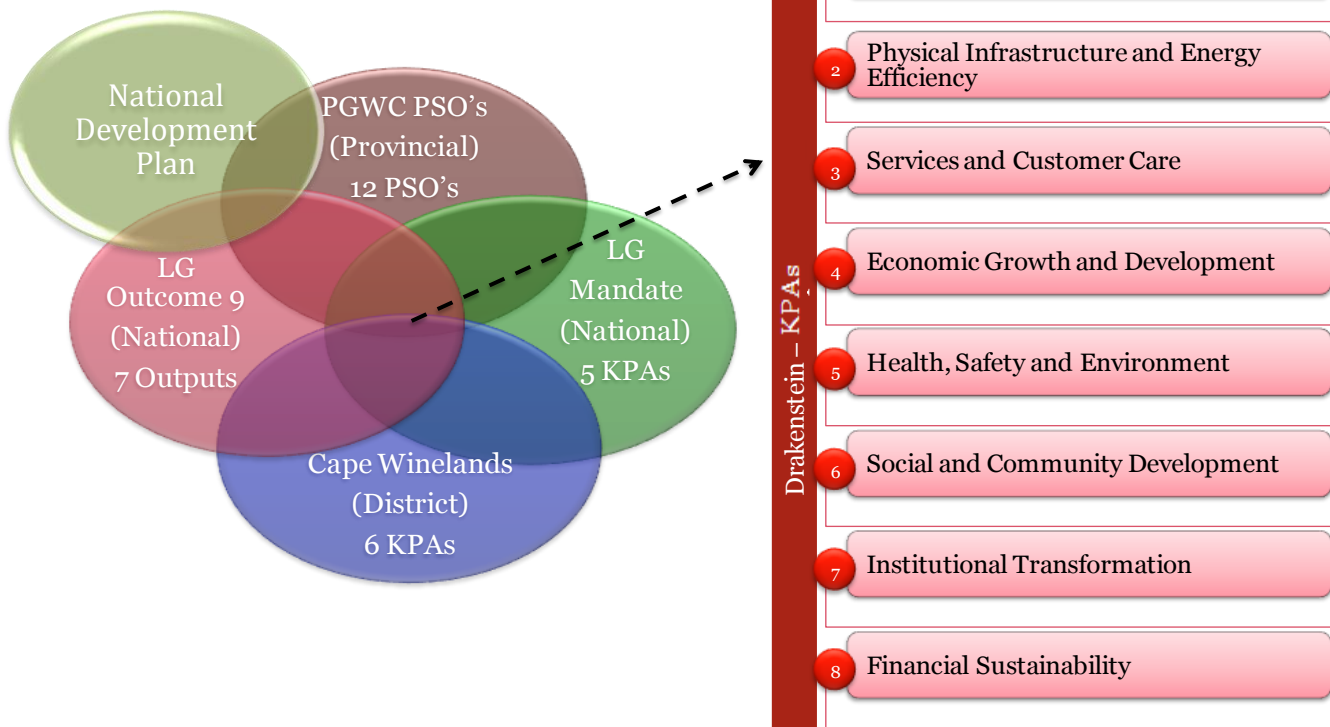 National
Development
Plan
PGWC PSO’s
(Provincial)
12 PSO’s
LG
Outcome 9
(National)
7 Outputs
LG
Mandate
(National)
5 KPAs
Cape Winelands
(District)
6 KPAs
Drakenstein – KPAs
2
Physical Infrastructure and Energy
Efficiency
3
Services and Customer Care
4
Economic Growth and Development
5
Health, Safety and Environment
6
Social and Community Development
7
Institutional Transformation
8
Financial Sustainability